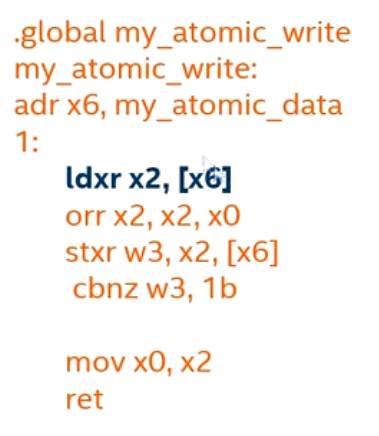 .global my_atomic_write
my_atomic_write:
adr x6, my_atomic_data
1:
ldxr x2, [x6]
orr x2, x2, x0
stxr w3, x2, [x6]
cbnz w3, 1b
mov x0, x2
ret